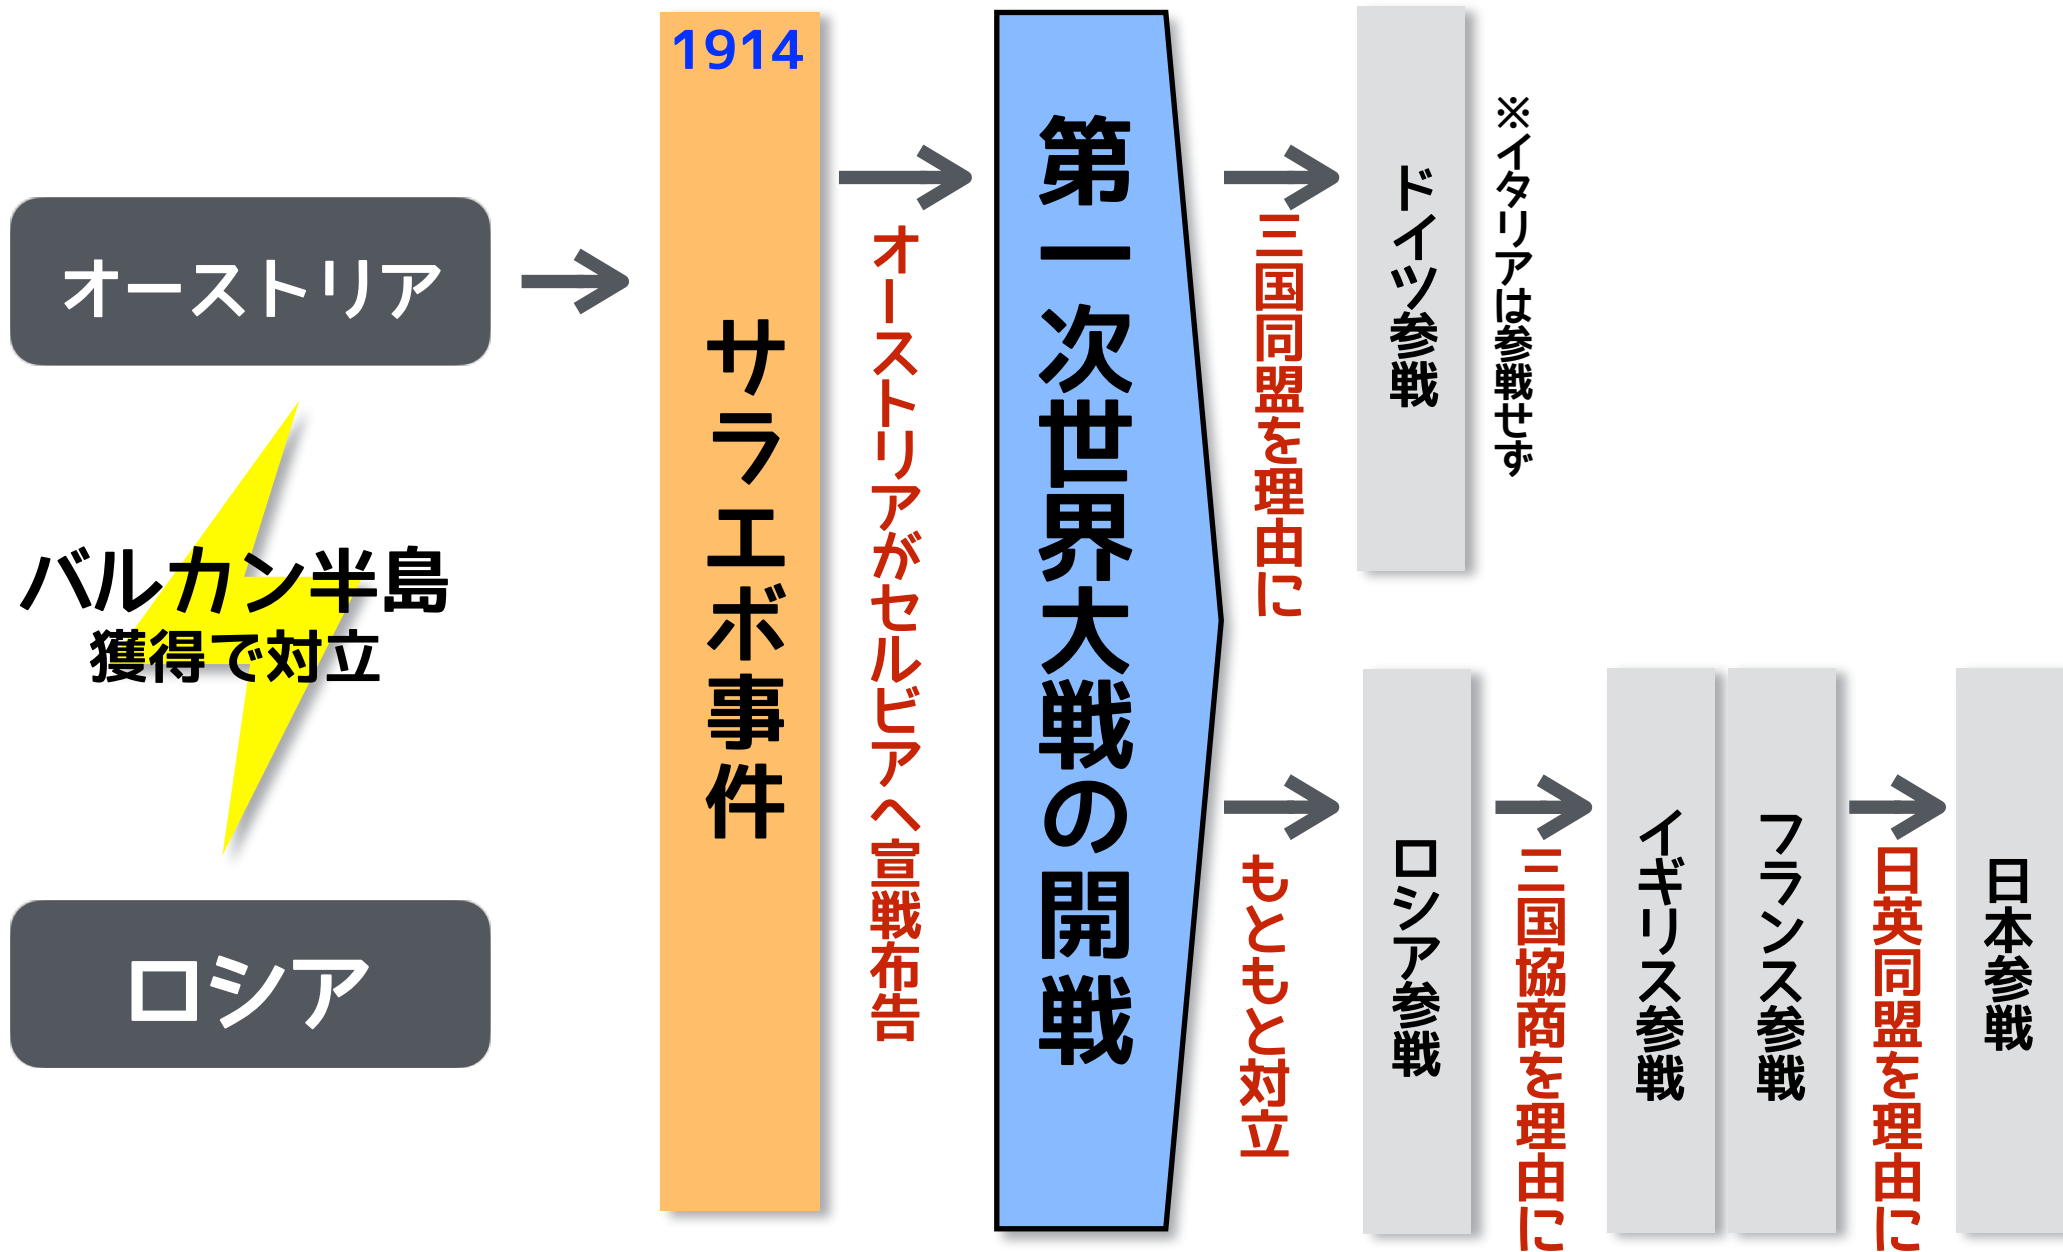 オーストリア
バルカン半島
獲得で対立
ロシア
1914
サラエボ事件
オーストリアがセルビアへ宣戦布告
第一次世界大戦の開戦
三国同盟を理由に
ドイツ参戦
※イタリアは参戦せず
もともと対立
ロシア参戦
三国協商を理由に
イギリス参戦
フランス参戦
日英同盟を理由に
日本参戦